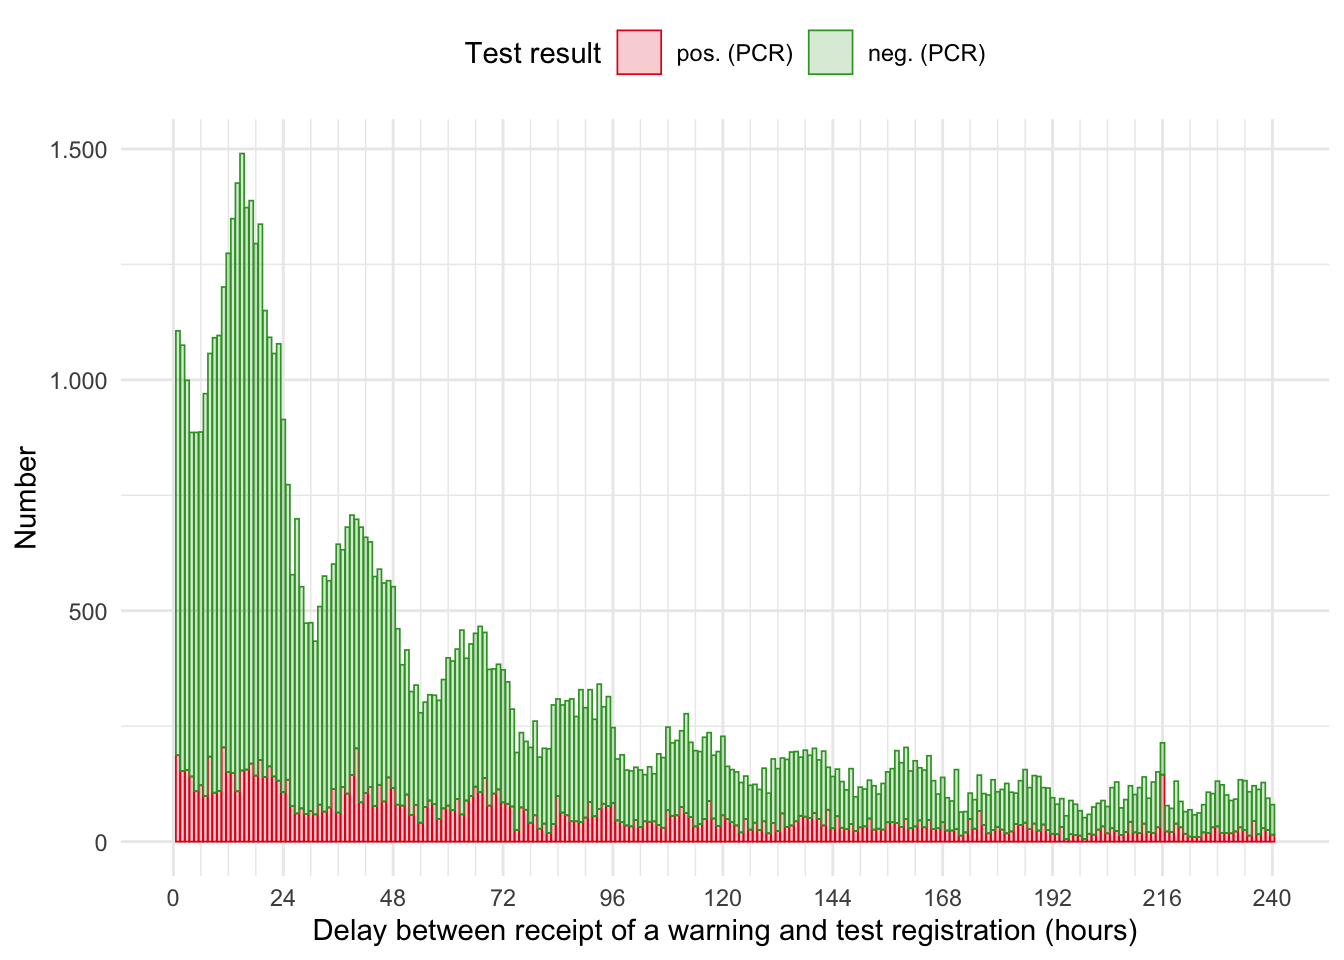 Test result pos. (PCR) neg. (PCR)
1.500
1.000
500
0
Number
0 24 48 72 96 120 144 168 192 216 240
Delay between receipt of a warning and test registration (hours)